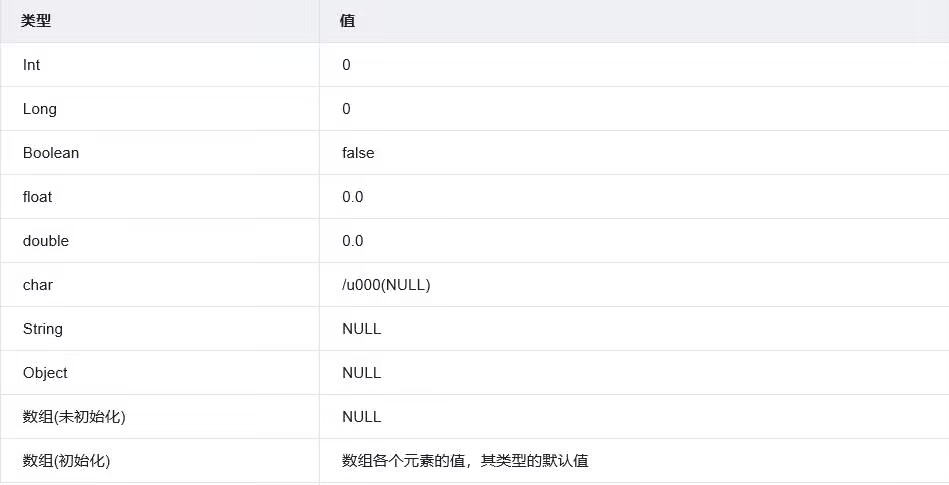 类型 值
Int 0
Long 0
Boolean false
float 0.0
double 0.0
char /u000(NULL)
String NULL
Object NULL
数组(未初始化) NULL
数组(初始化) 数组各个元素的值，其类型的默认值